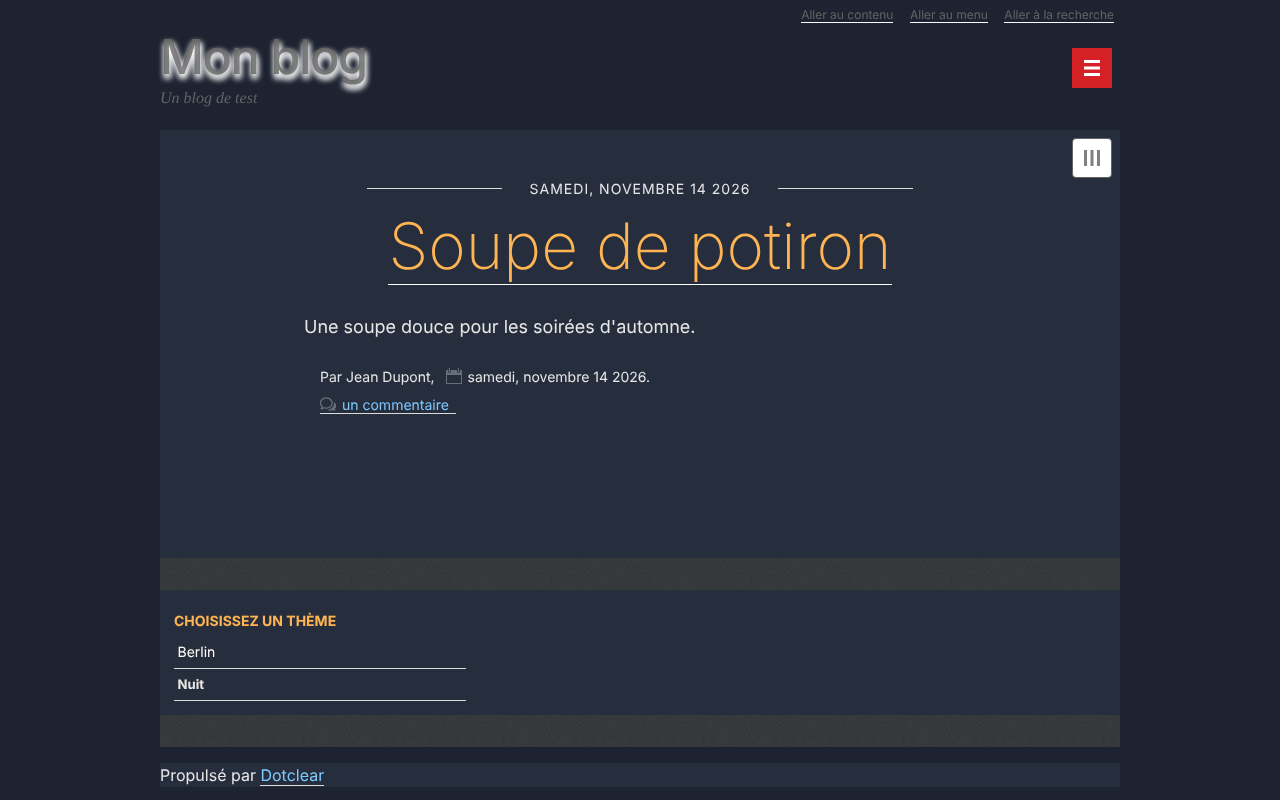 Aller au contenu Aller au menu Aller à la recherche
Mon blog
Un blog de test
SAMEDI, NOVEMBRE 14 2026
Soupe de potiron
Une soupe douce pour les soirées d'automne.
Par Jean Dupont, samedi, novembre 14 2026.
un commentaire
CHOISISSEZ UN THÈME
Berlin
Nuit
Propulsé par Dotclear